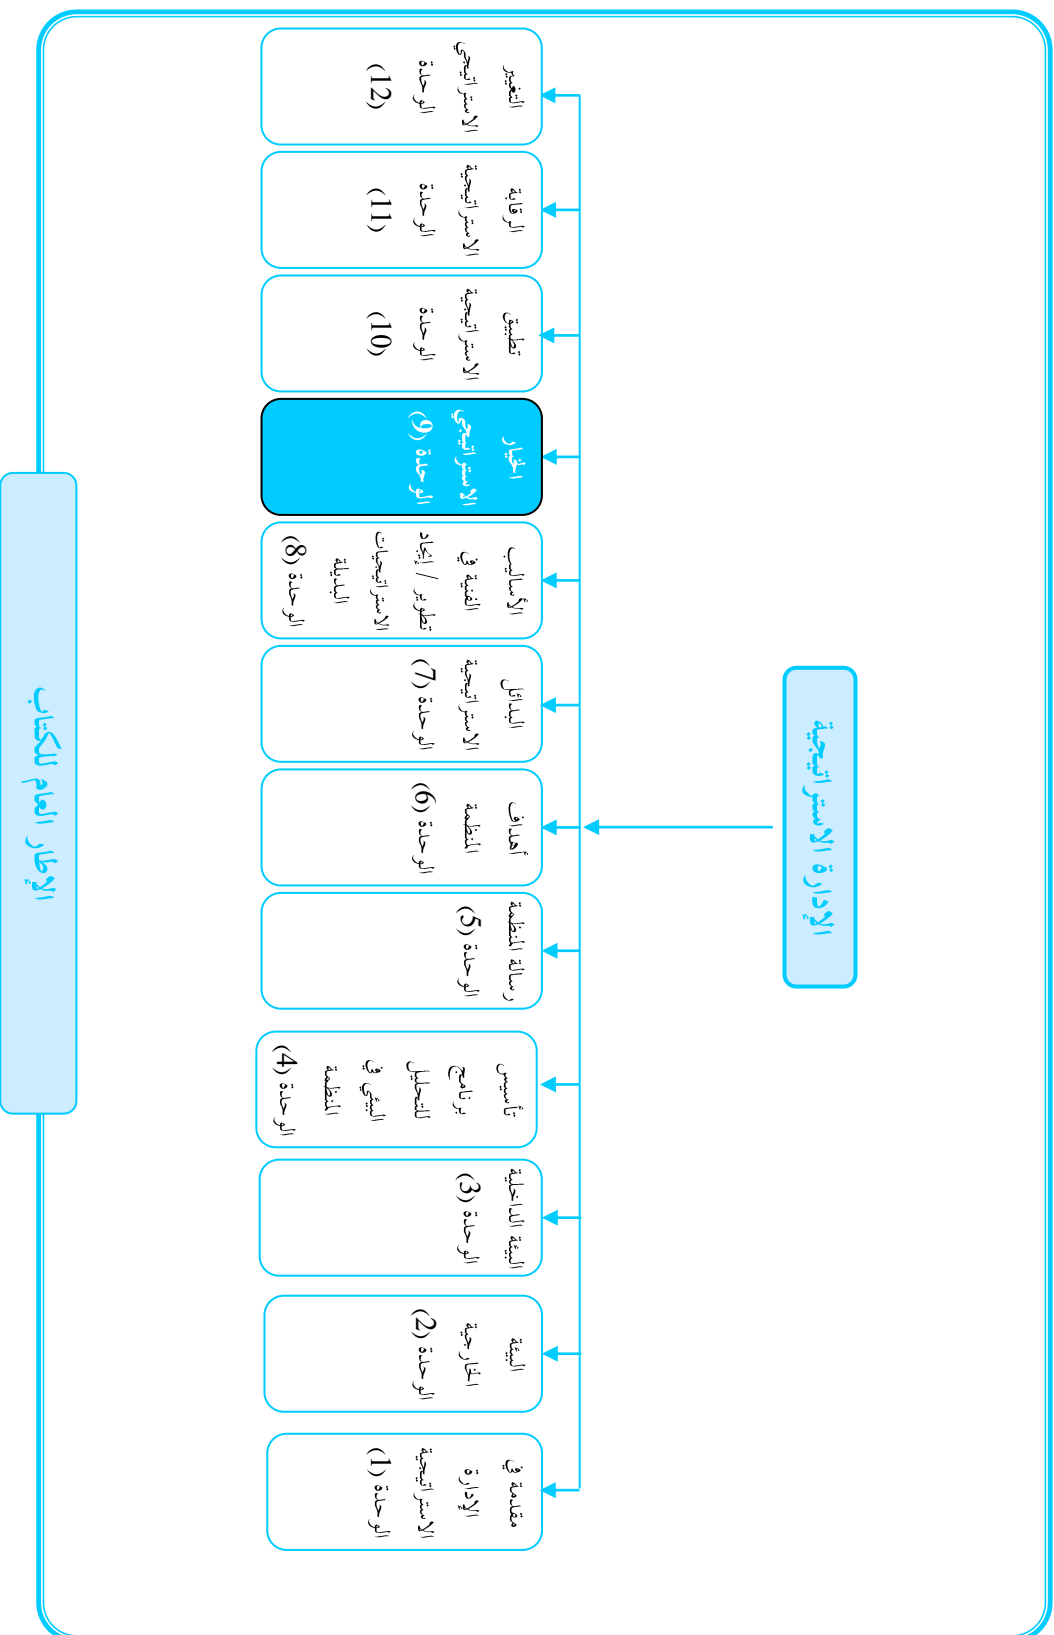 الإدارة الاستراتيجية
مقدمة في
الإدارة
الاستراتيجية
الوحدة (1)
البيئة
الخارجية
الوحدة (2)
البيئة الداخلية
الوحدة (3)
تأسيس
برنامج
للتحليل
البيئي في
المنظمة
الوحدة (4)
رسالة المنظمة
الوحدة (5)
أهداف
المنظمة
الوحدة (6)
البدائل
الاستراتيجية
الوحدة (7)
الأساليب
الفنية في
تطوير / إيجاد
الاستراتيجيات
البديلة
الوحدة (8)
الخيار
الاستراتيجي
الوحدة (9)
تطبيق
الاستراتيجية
الوحدة
(10)
الرقابة
الاستراتيجية
الوحدة
(11)
التغيير
الاستراتيجي
الوحدة
(12)
الإطار العام للكتاب